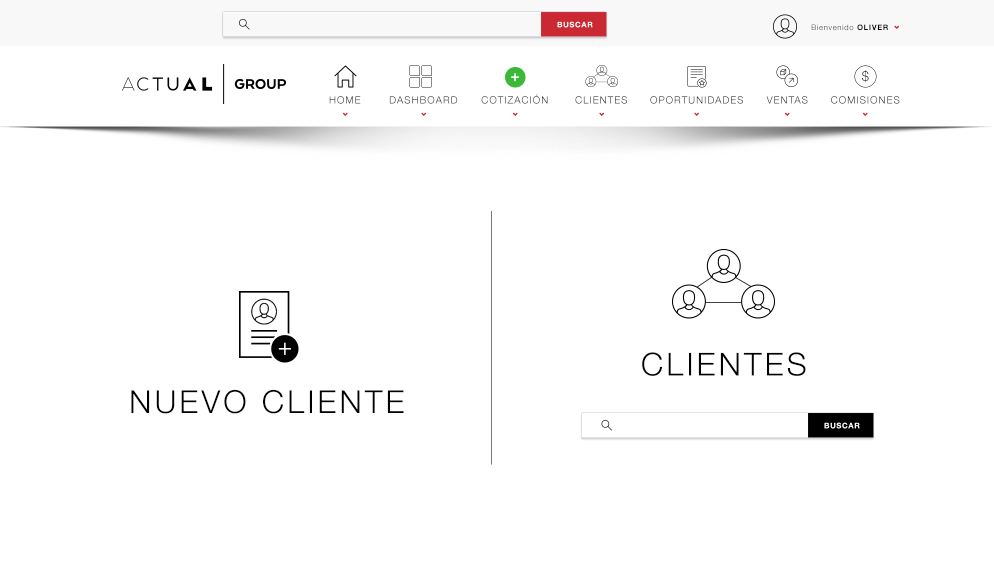 BUSCAR
Bienvenido OLIVER
ACTUAL GROUP
HOME DASHBOARD COTIZACIÓN CLIENTES OPORTUNIDADES VENTAS COMISIONES
CLIENTES
NUEVO CLIENTE
BUSCAR